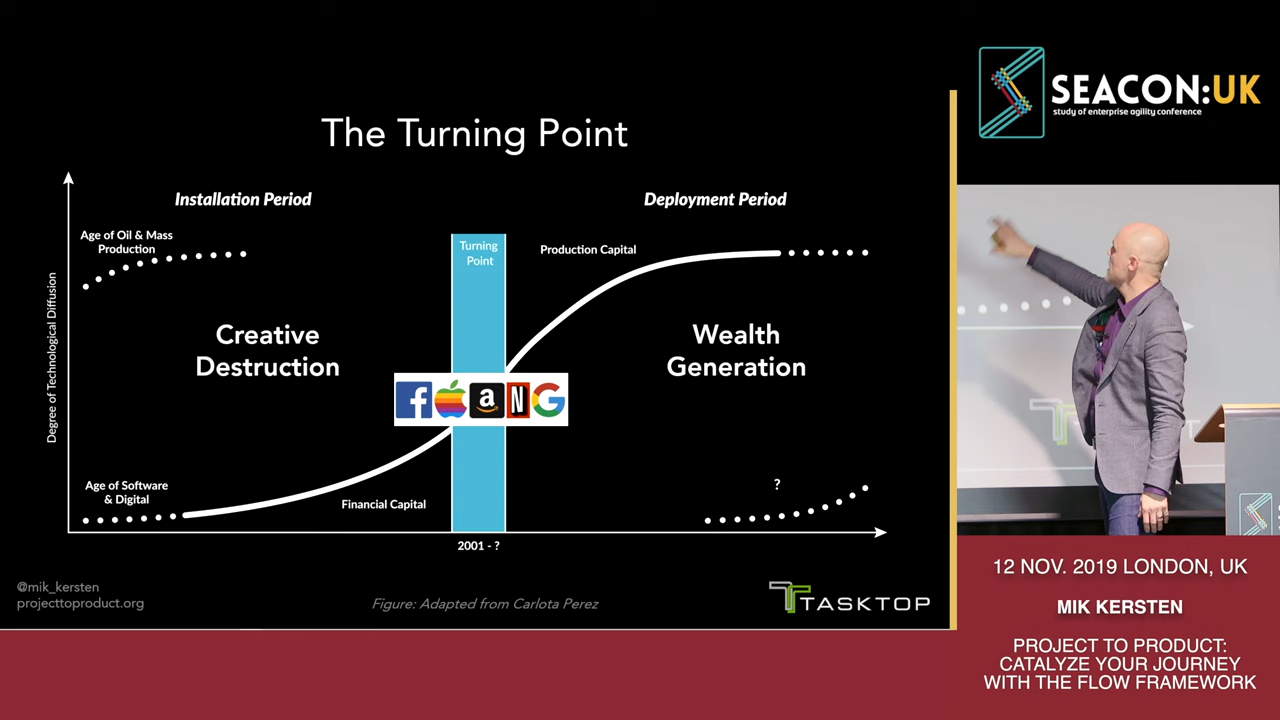 The Turning Point
Installation Period
Deployment Period
Age of Oil & Mass
Production
Turning
Point
Production Capital
Degree of Technological Diffusion
Creative
Destruction
Wealth
Generation
f
a
N
G
Age of Software
& Digital
Financial Capital
?
2001 - ?
@mik_kersten
projecttoproduct.org
Figure: Adapted from Carlota Perez
TASKTOP
SEACON:UK
study of enterprise agility conference
12 NOV. 2019 LONDON, UK
MIK KERSTEN
PROJECT TO PRODUCT:
CATALYZE YOUR JOURNEY
WITH THE FLOW FRAMEWORK